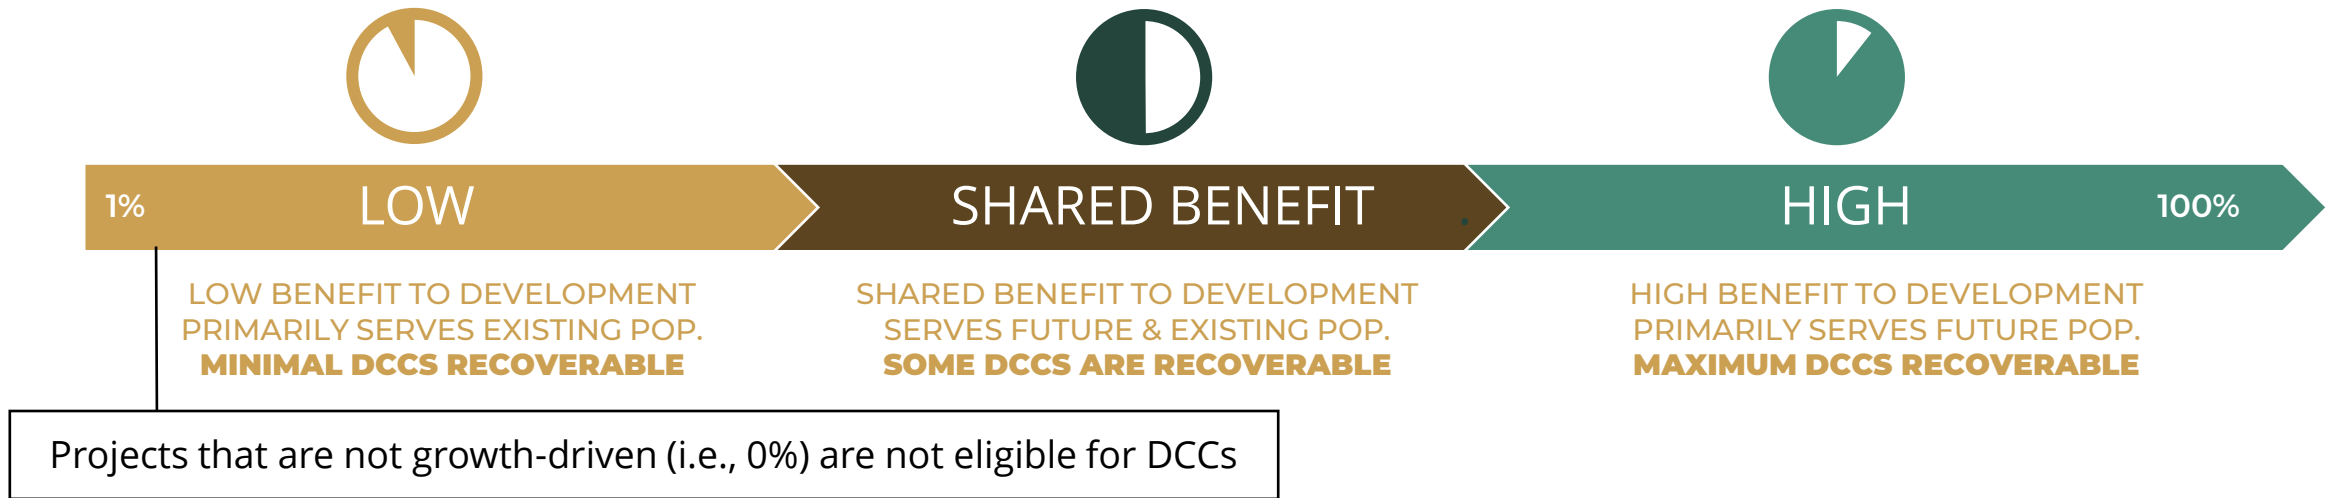 1%
LOW
SHARED BENEFIT
HIGH
100%
LOW BENEFIT TO DEVELOPMENT
PRIMARILY SERVES EXISTING POP.
MINIMAL DCCS RECOVERABLE
SHARED BENEFIT TO DEVELOPMENT
SERVES FUTURE & EXISTING POP.
SOME DCCS ARE RECOVERABLE
HIGH BENEFIT TO DEVELOPMENT
PRIMARILY SERVES FUTURE POP.
MAXIMUM DCCS RECOVERABLE
Projects that are not growth-driven (i.e., 0%) are not eligible for DCCs